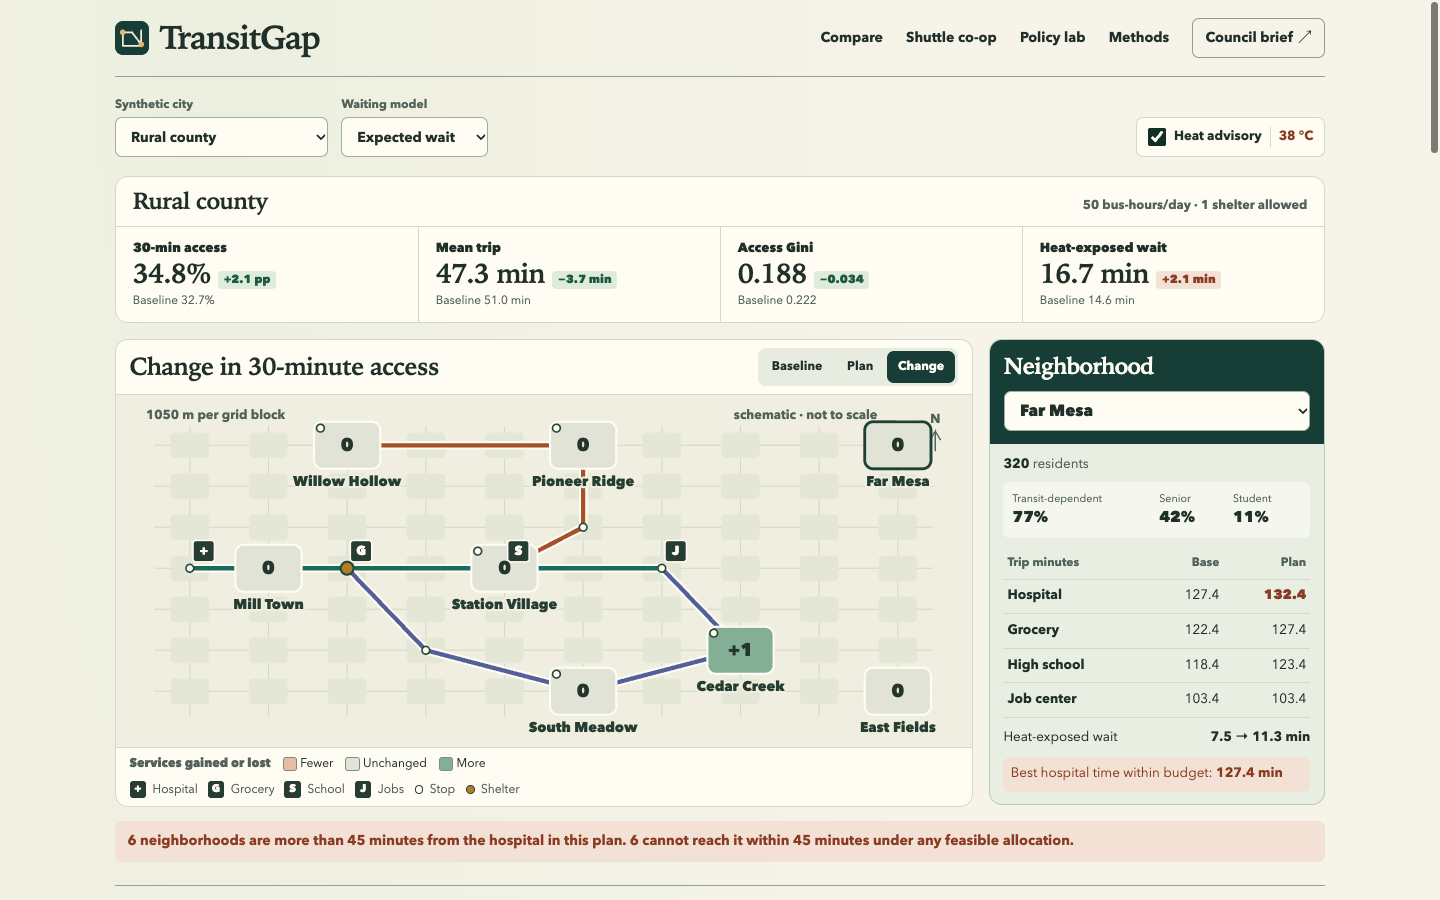 TransitGap
Compare Shuttle co-op Policy lab Methods Council brief ↗
Synthetic city Waiting model
Rural county Expected wait Heat advisory 38 °C
Rural county 50 bus-hours/day · 1 shelter allowed
30-min access Mean trip Access Gini Heat-exposed wait
34.8% +2.1 pp 47.3 min −3.7 min 0.188 −0.034 16.7 min +2.1 min
Baseline 32.7% Baseline 51.0 min Baseline 0.222 Baseline 14.6 min
Change in 30-minute access Baseline Plan Change
1050 m per grid block schematic · not to scale N
0 0 0
Willow Hollow Pioneer Ridge Far Mesa
+ G S J
0 0
Mill Town Station Village
+1
Cedar Creek
0 0
South Meadow East Fields
Services gained or lost Fewer Unchanged More
+ Hospital G Grocery S School J Jobs Stop Shelter
Neighborhood
Far Mesa
320 residents
Transit-dependent Senior Student
77% 42% 11%
Trip minutes Base Plan
Hospital 127.4 132.4
Grocery 122.4 127.4
High school 118.4 123.4
Job center 103.4 103.4
Heat-exposed wait 7.5 → 11.3 min
Best hospital time within budget: 127.4 min
6 neighborhoods are more than 45 minutes from the hospital in this plan. 6 cannot reach it within 45 minutes under any feasible allocation.